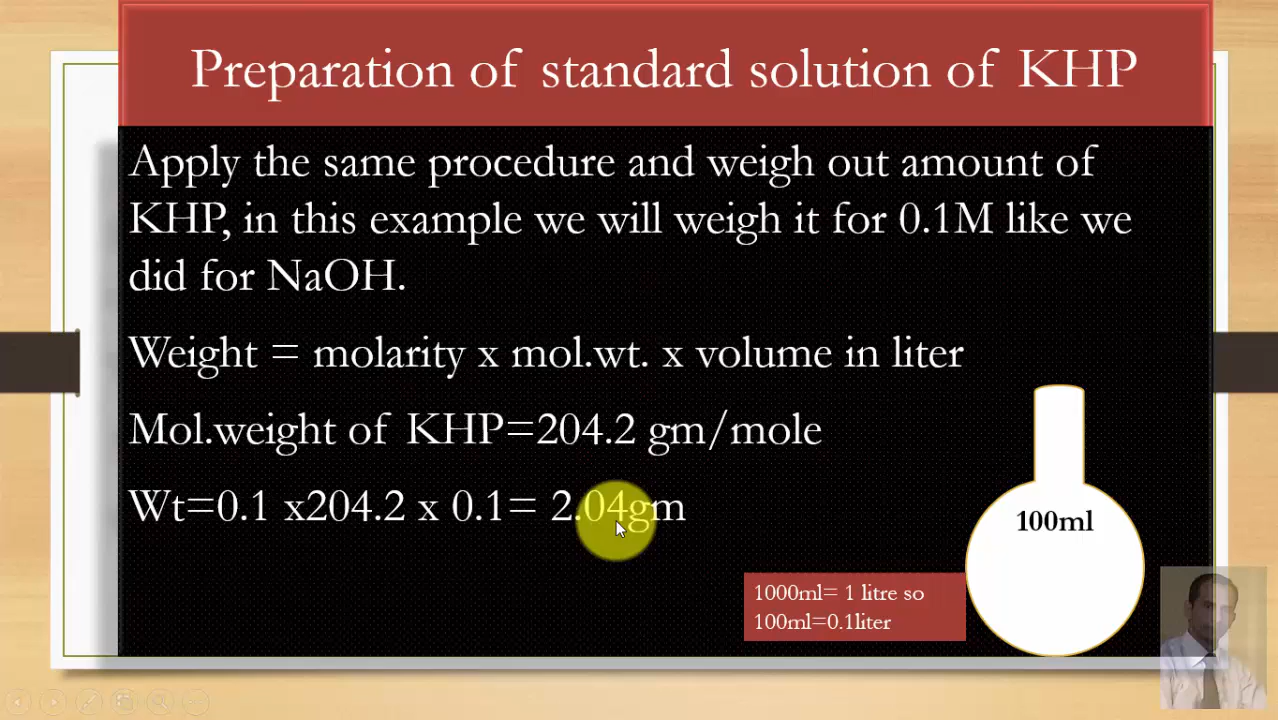 Preparation of standard solution of KHP
Apply the same procedure and weigh out amount of
KHP, in this example we will weigh it for 0.1M like we
did for NaOH.
Weight = molarity x mol.wt. x volume in liter
Mol.weight of KHP=204.2 gm/mole
Wt=0.1 x204.2 x 0.1= 2.04gm
100ml
1000ml= 1 litre so
100ml=0.1liter